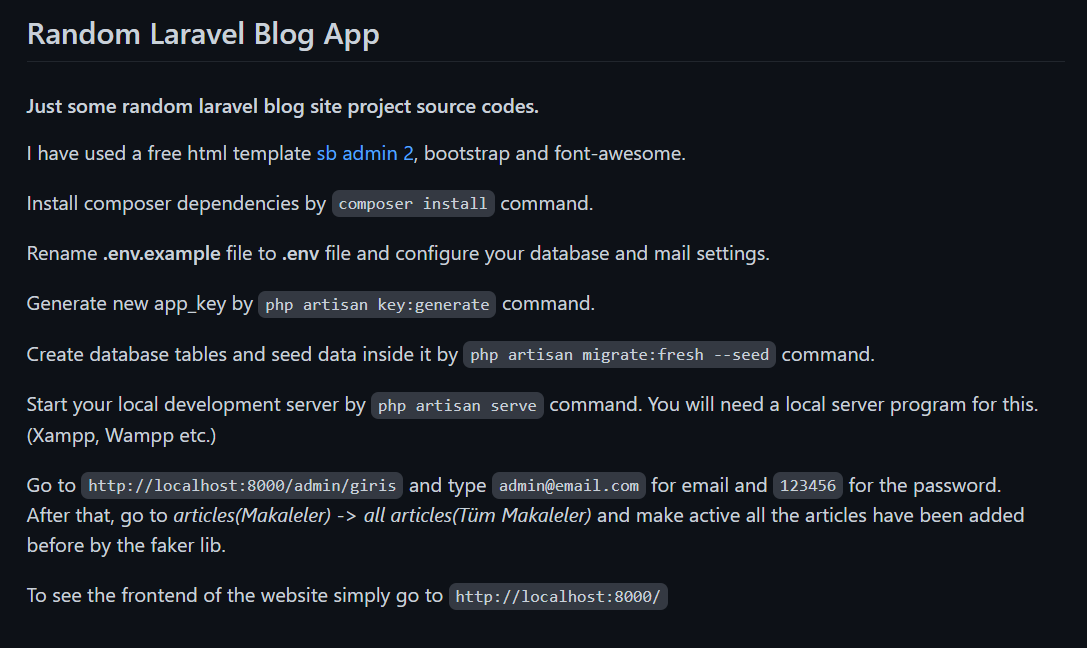 Random Laravel Blog App
Just some random laravel blog site project source codes.
I have used a free html template sb admin 2, bootstrap and font-awesome.
Install composer dependencies by composer install command.
Rename .env.example file to .env file and configure your database and mail settings.
Generate new app_key by php artisan key:generate command.
Create database tables and seed data inside it by php artisan migrate:fresh --seed command.
Start your local development server by php artisan serve command. You will need a local server program for this.
(Xampp, Wampp etc.)
Go to http://localhost:8000/admin/giris and type admin@email.com for email and 123456 for the password.
After that, go to articles(Makaleler) -> all articles(Tüm Makaleler) and make active all the articles have been added
before by the faker lib.
To see the frontend of the website simply go to http://localhost:8000/